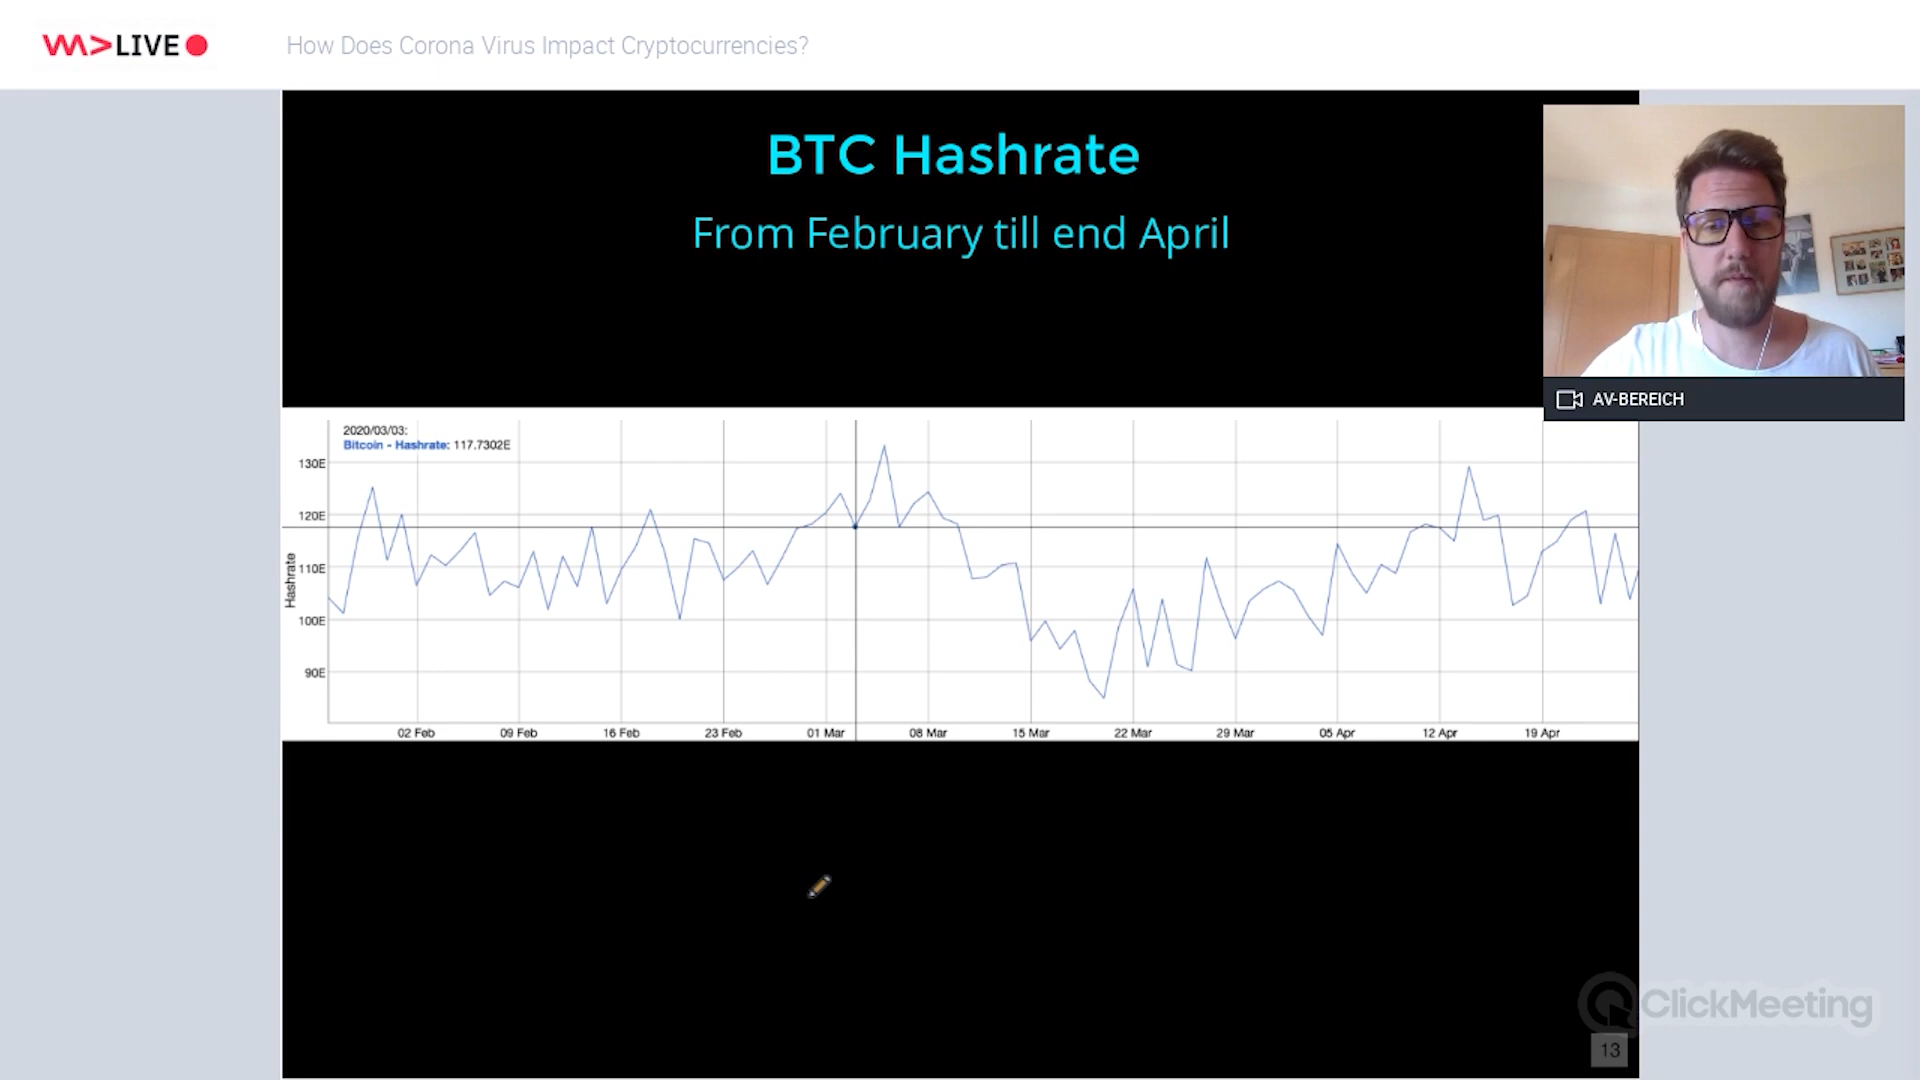 LIVE
How Does Corona Virus Impact Cryptocurrencies?
BTC Hashrate
From February till end April
AV-BEREICH
2020/03/03:
Bitcoin - Hashrate: 117.7302E
130E
120E
110E
100E
90E
Hashrate
02 Feb
09 Feb
16 Feb
23 Feb
01 Mar
08 Mar
15 Mar
22 Mar
29 Mar
05 Apr
12 Apr
19 Apr
ClickMeeting
13